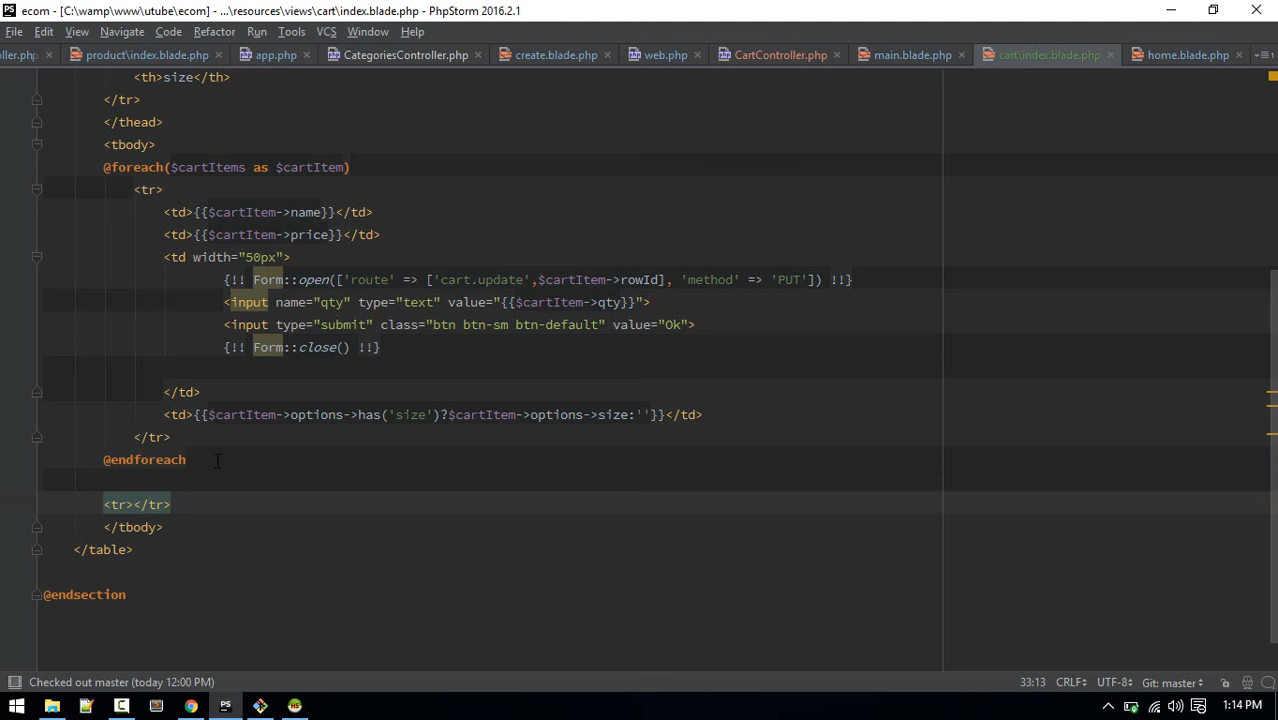 ecom - [C:\wamp\www\utube\ecom] - ...\resources\views\cart\index.blade.php - PhpStorm 2016.2.1
File Edit View Navigate Code Refactor Run Tools VCS Window Help
ller.php product\index.blade.php app.php CategoriesController.php create.blade.php web.php CartController.php main.blade.php cart\index.blade.php home.blade.php
<th>size</th>
</tr>
</thead>
<tbody>
@foreach($cartItems as $cartItem)
<tr>
<td>{{$cartItem->name}}</td>
<td>{{$cartItem->price}}</td>
<td width="50px">
{!! Form::open(['route' => ['cart.update',$cartItem->rowId], 'method' => 'PUT']) !!}
<input name="qty" type="text" value="{{$cartItem->qty}}">
<input type="submit" class="btn btn-sm btn-default" value="Ok">
{!! Form::close() !!}
</td>
<td>{{$cartItem->options->has('size')?$cartItem->options->size:''}}</td>
</tr>
@endforeach
<tr></tr>
</tbody>
</table>
@endsection
Checked out master (today 12:00 PM) 33:13 CRLF UTF-8 Git: master
1:14 PM